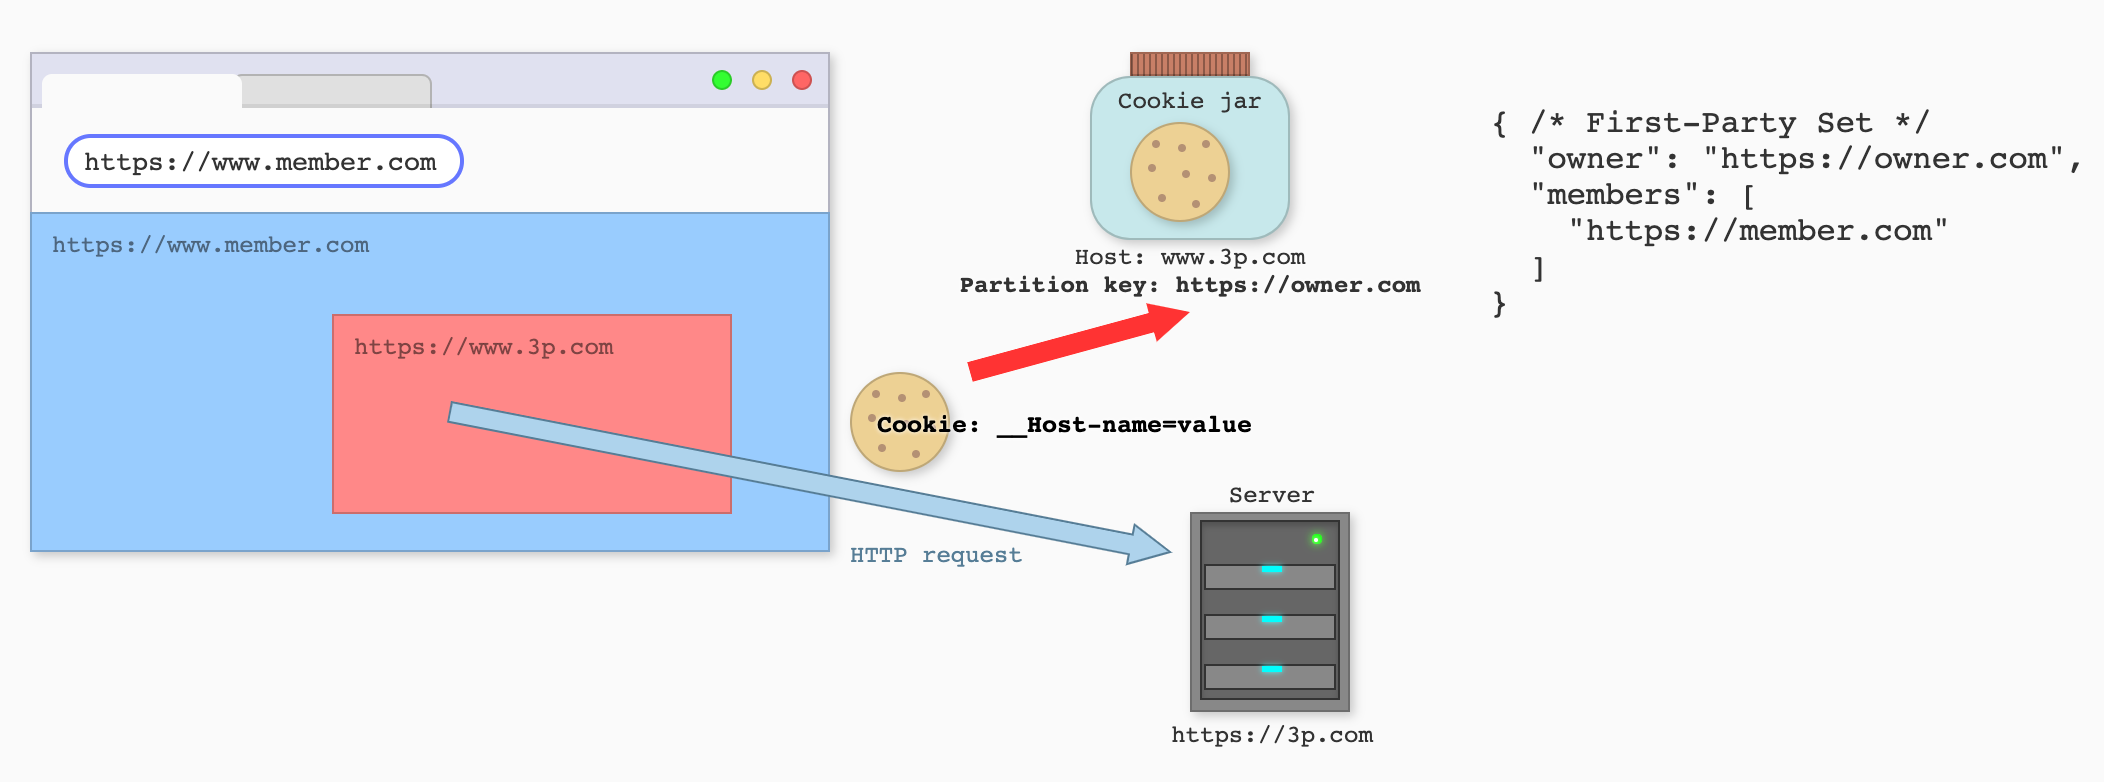 https://www.member.com
https://www.member.com
https://www.3p.com
Cookie jar
Host: www.3p.com
Partition key: https://owner.com
Cookie: __Host-name=value
HTTP request
Server
https://3p.com
{ /* First-Party Set */
"owner": "https://owner.com",
"members": [
"https://member.com"
]
}